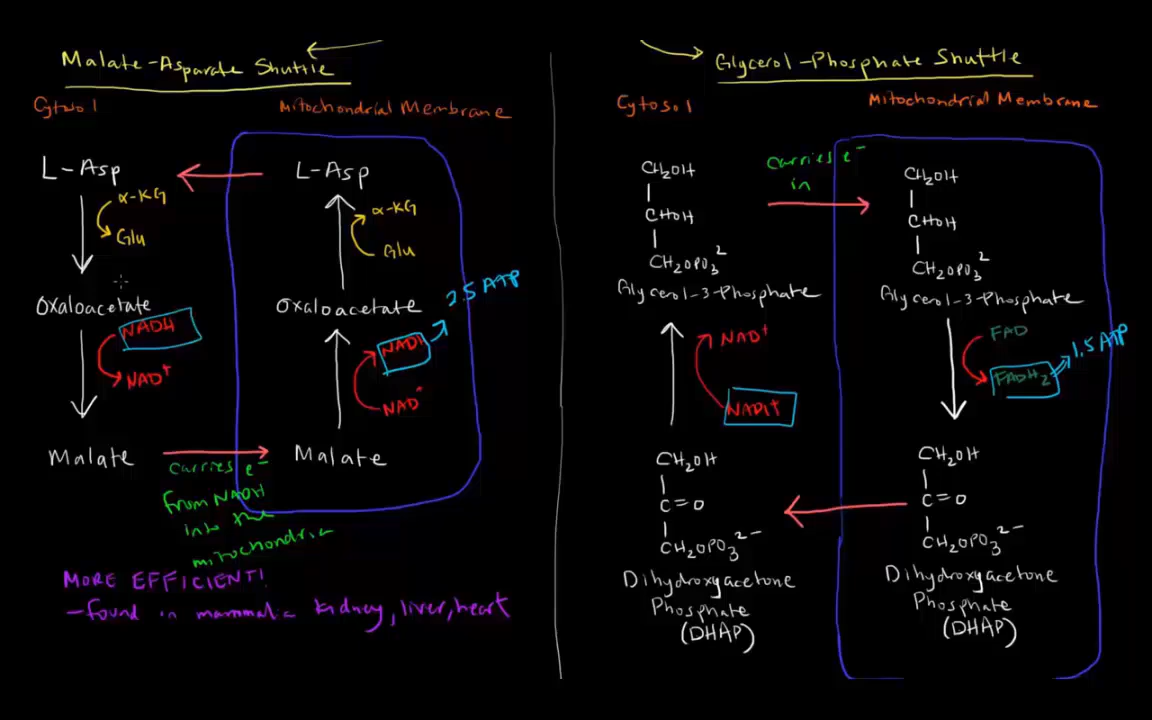 Malate-Asparate Shuttle
Cytosol
Mitochondrial Membrane
L-Asp
L-Asp
α-KG
Glu
α-KG
Glu
Oxaloacetate
Oxaloacetate
2.5 ATP
NADH
NAD+
NADH
NAD+
Malate
Malate
carries e-
from NADH
into the
mitochondria
MORE EFFICIENT!
-found in mammals kidney, liver, heart
Glycerol-Phosphate Shuttle
Cytosol
Mitochondrial Membrane
carries e-
in
CH2OH
CHOH
CH2OPO3 2
Glycerol-3-Phosphate
CH2OH
CHOH
CH2OPO3 2
Glycerol-3-Phosphate
NAD+
NADH
FAD
FADH2
1.5 ATP
CH2OH
C=O
CH2OPO3 2-
Dihydroxyacetone
Phosphate
(DHAP)
CH2OH
C=O
CH2OPO3 2-
Dihydroxyacetone
Phosphate
(DHAP)